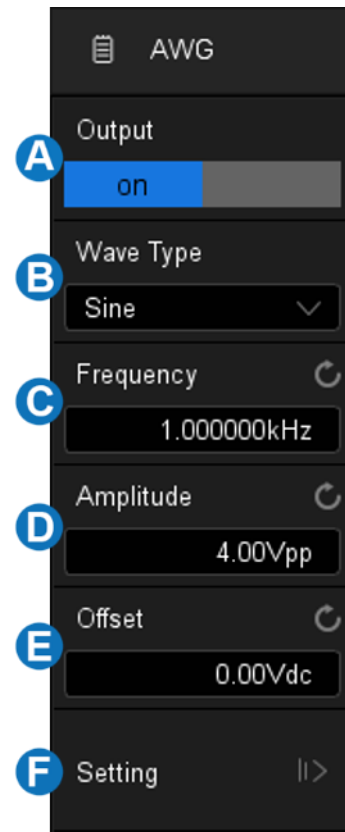 AWG
A
Output
on
B
Wave Type
Sine
C
Frequency
1.000000kHz
D
Amplitude
4.00Vpp
E
Offset
0.00Vdc
F
Setting